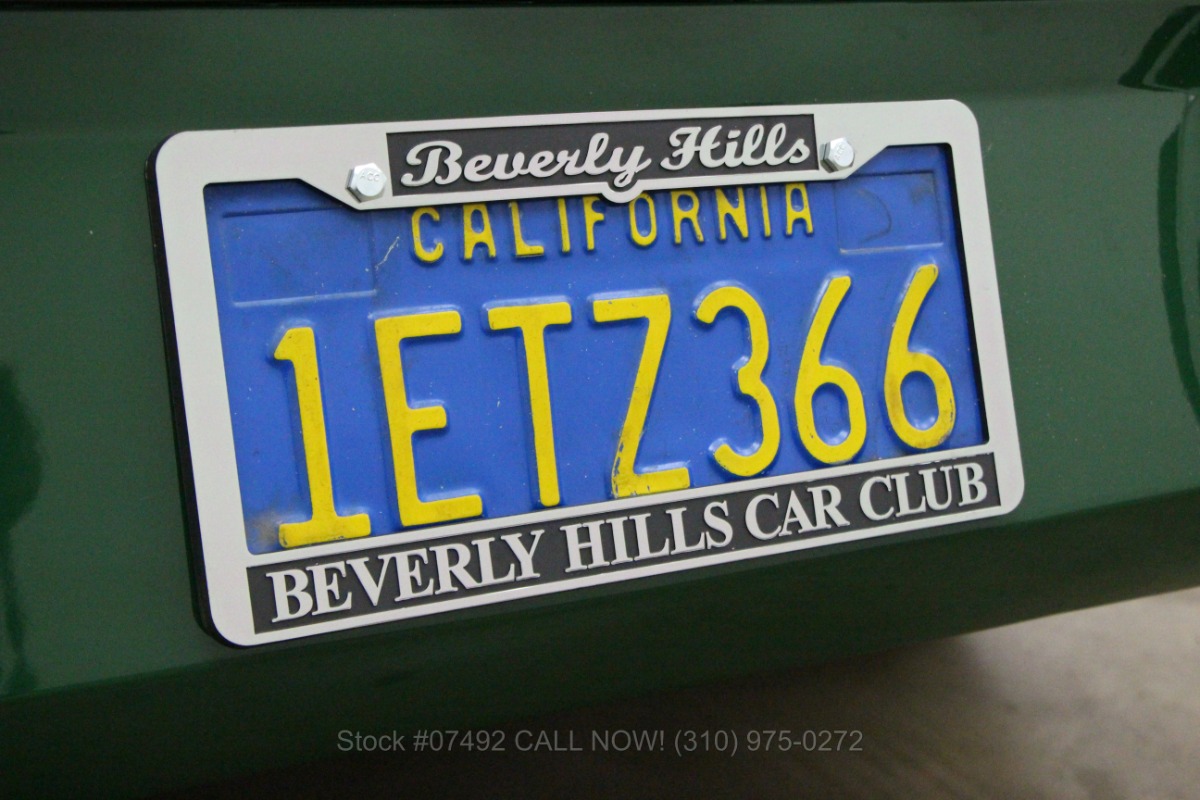 Beverly Hills
CALIFORNIA
1ETZ366
BEVERLY HILLS CAR CLUB
Stock #07492 CALL NOW! (310) 975-0272